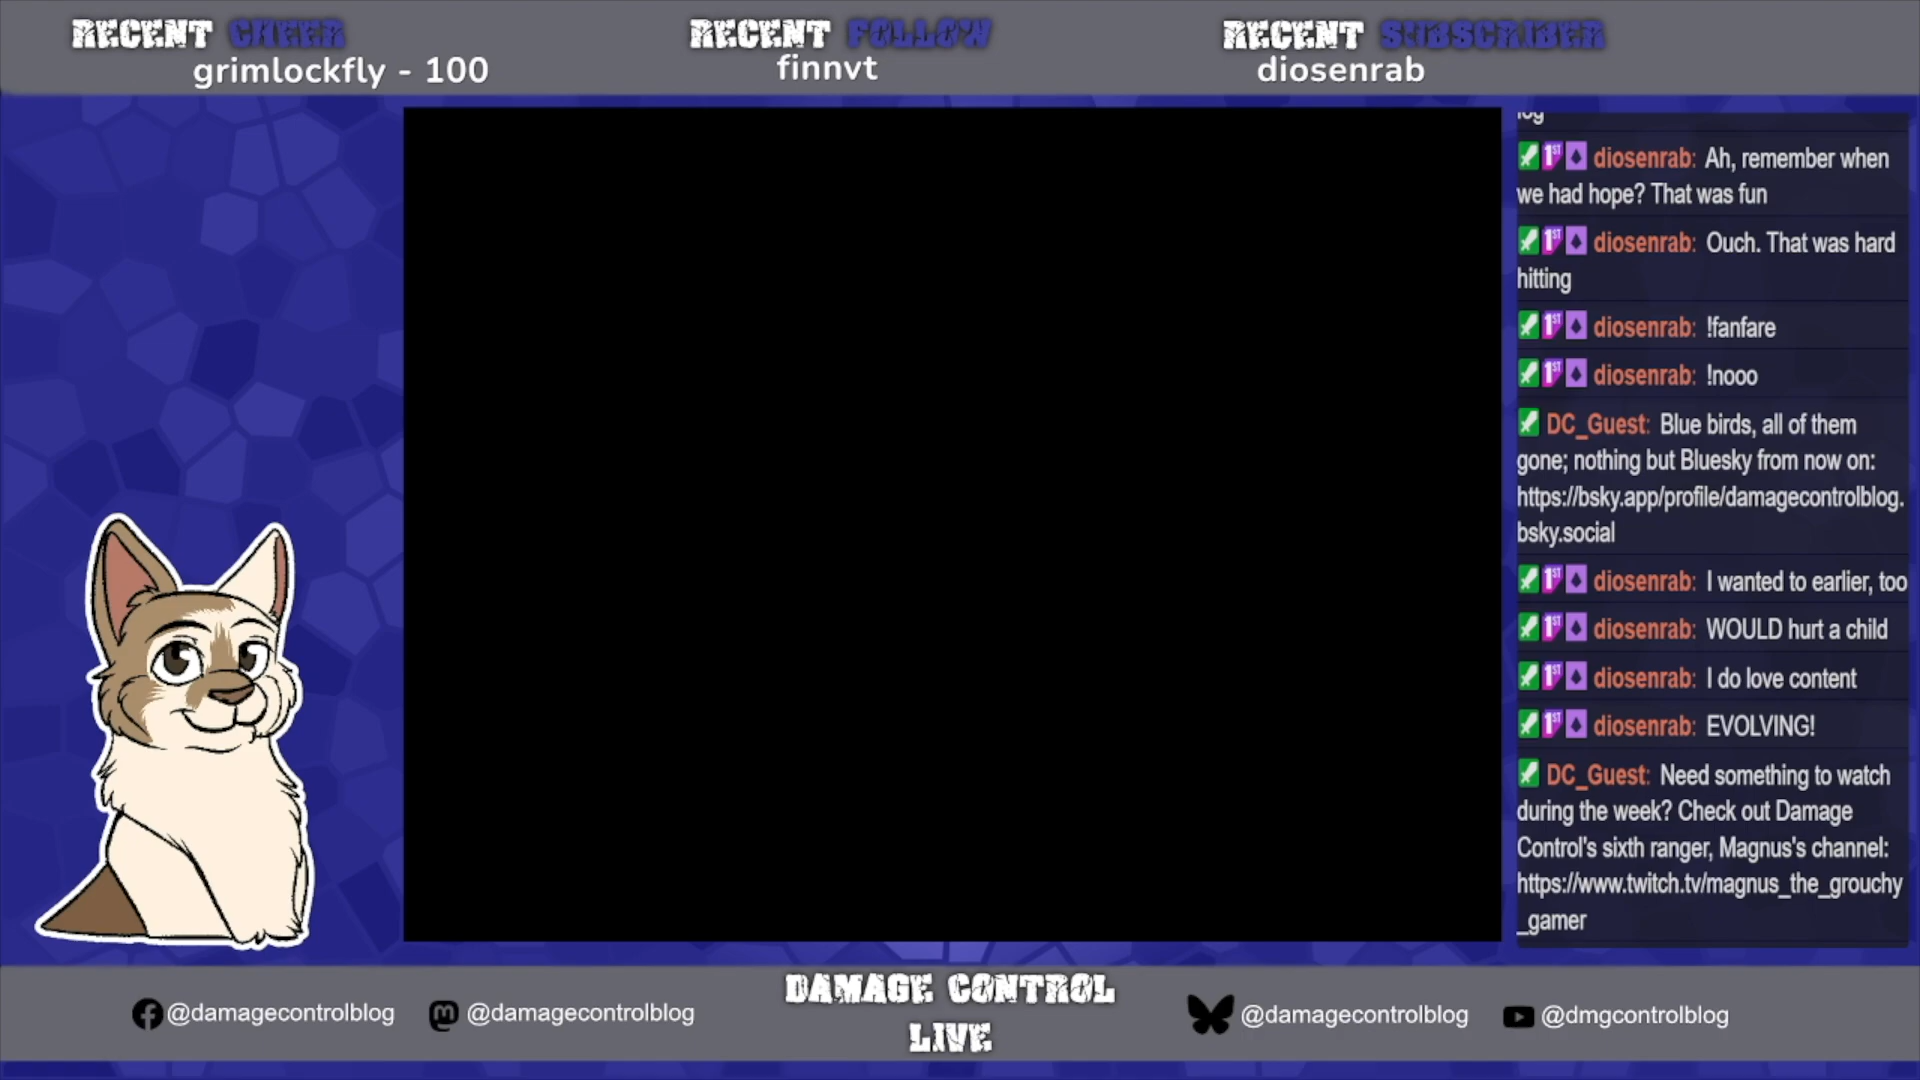 RECENT CHEER
grimlockfly - 100
RECENT FOLLOW
finnvt
RECENT SUBSCRIBER
diosenrab
diosenrab: Ah, remember when
we had hope? That was fun
diosenrab: Ouch. That was hard
hitting
diosenrab: !fanfare
diosenrab: !nooo
DC_Guest: Blue birds, all of them
gone; nothing but Bluesky from now on:
https://bsky.app/profile/damagecontrolblog.
bsky.social
diosenrab: I wanted to earlier, too
diosenrab: WOULD hurt a child
diosenrab: I do love content
diosenrab: EVOLVING!
DC_Guest: Need something to watch
during the week? Check out Damage
Control's sixth ranger, Magnus's channel:
https://www.twitch.tv/magnus_the_grouchy
_gamer
@damagecontrolblog
@damagecontrolblog
DAMAGE CONTROL
LIVE
@damagecontrolblog
@dmgcontrolblog